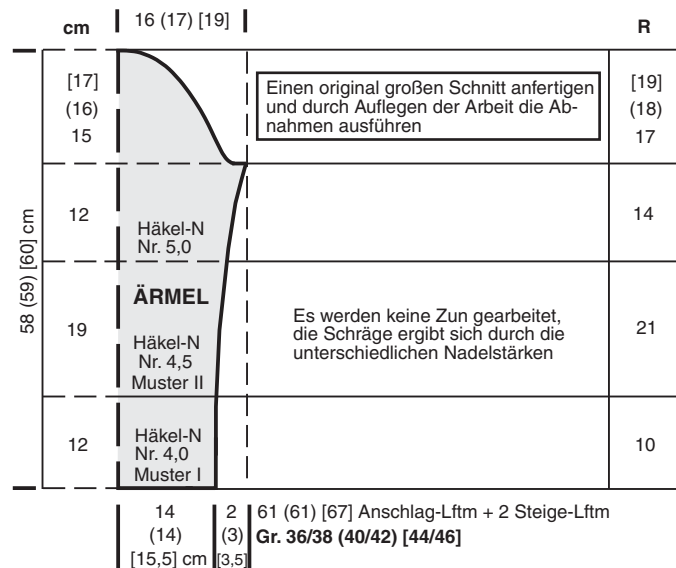 16 (17) [19]
cm
R
[17]
(16)
15
Einen original großen Schnitt anfertigen
und durch Auflegen der Arbeit die Ab-
nahmen ausführen
[19]
(18)
17
58 (59) [60] cm
12
Häkel-N
Nr. 5,0
14
19
ÄRMEL
Häkel-N
Nr. 4,5
Muster II
Es werden keine Zun gearbeitet,
die Schräge ergibt sich durch die
unterschiedlichen Nadelstärken
21
12
Häkel-N
Nr. 4,0
Muster I
10
14
(14)
[15,5] cm
2
(3)
[3,5]
61 (61) [67] Anschlag-Lftm + 2 Steige-Lftm
Gr. 36/38 (40/42) [44/46]